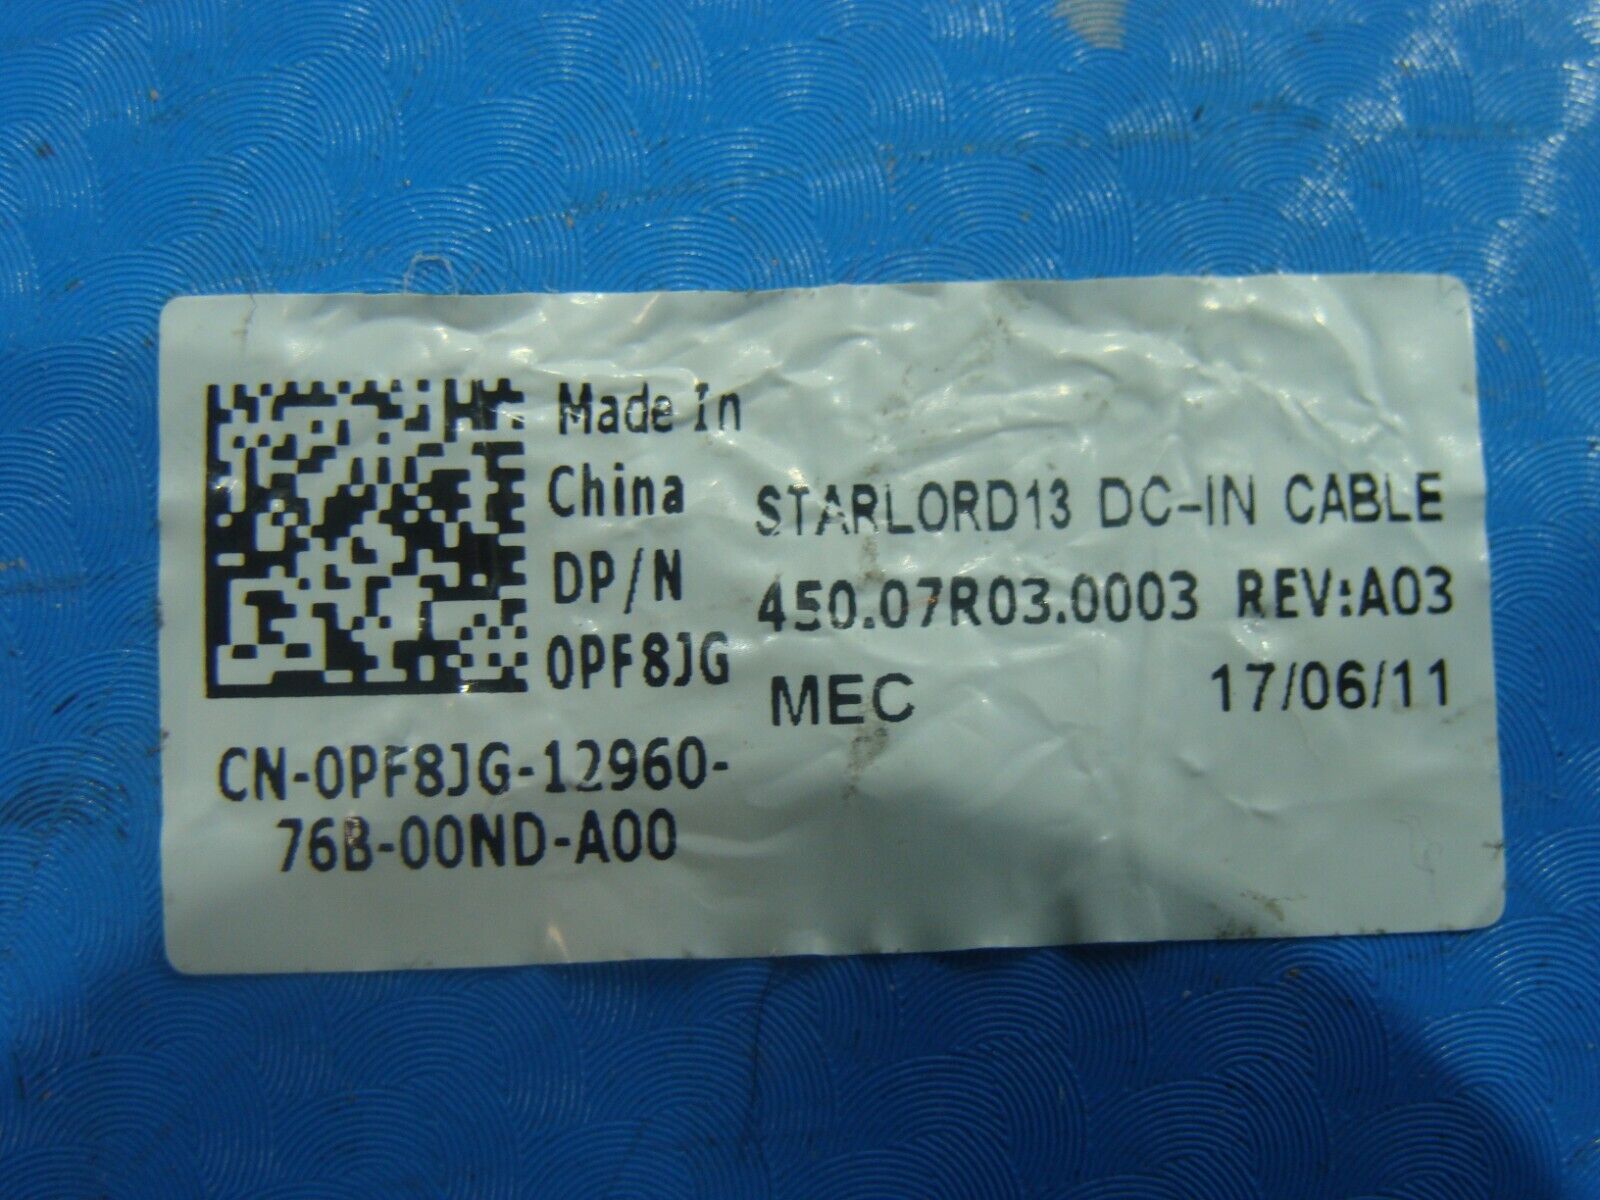 Made In
China
DP/N
0PF8JG
CN-0PF8JG-12960-
76B-00ND-A00
STARLORD13 DC-IN CABLE
450.07R03.0003 REV:A03
MEC 17/06/11